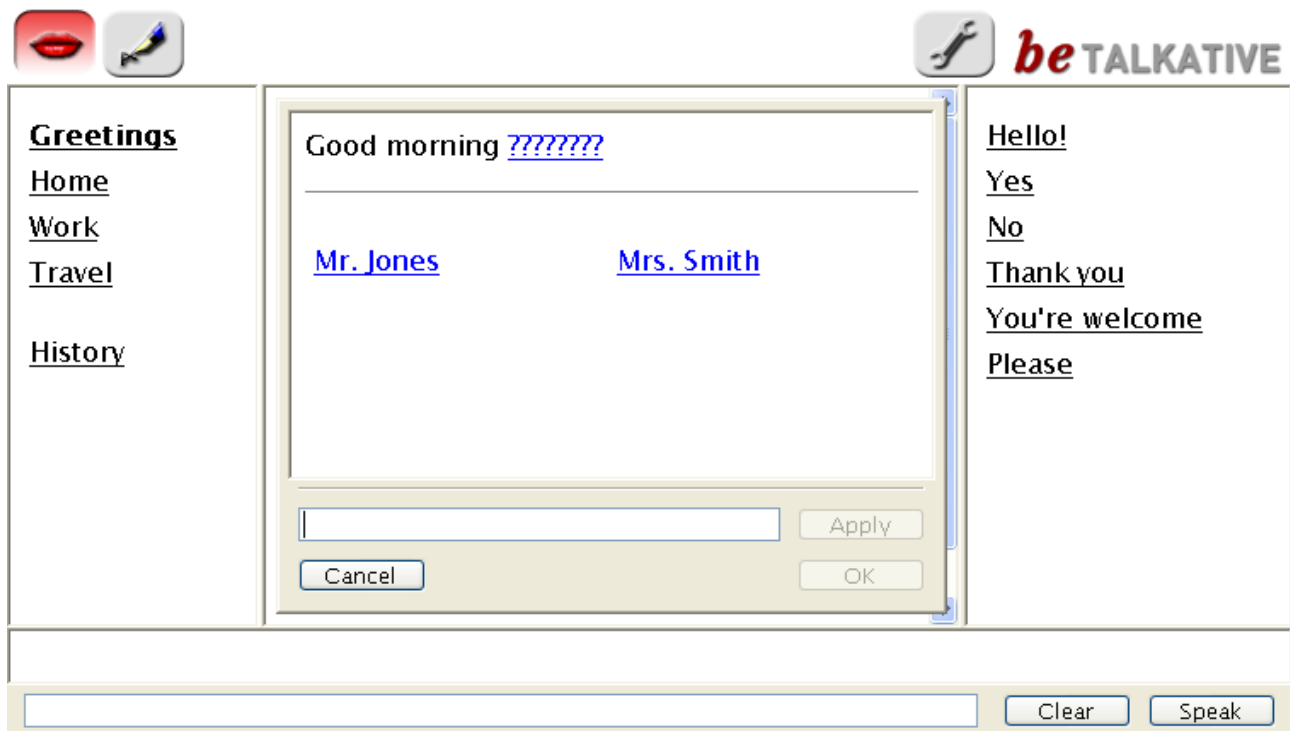 be TALKATIVE
Greetings
Home
Work
Travel
History
Good morning ????????
Mr. Jones
Mrs. Smith
Apply
Cancel
OK
Hello!
Yes
No
Thank you
You're welcome
Please
Clear
Speak